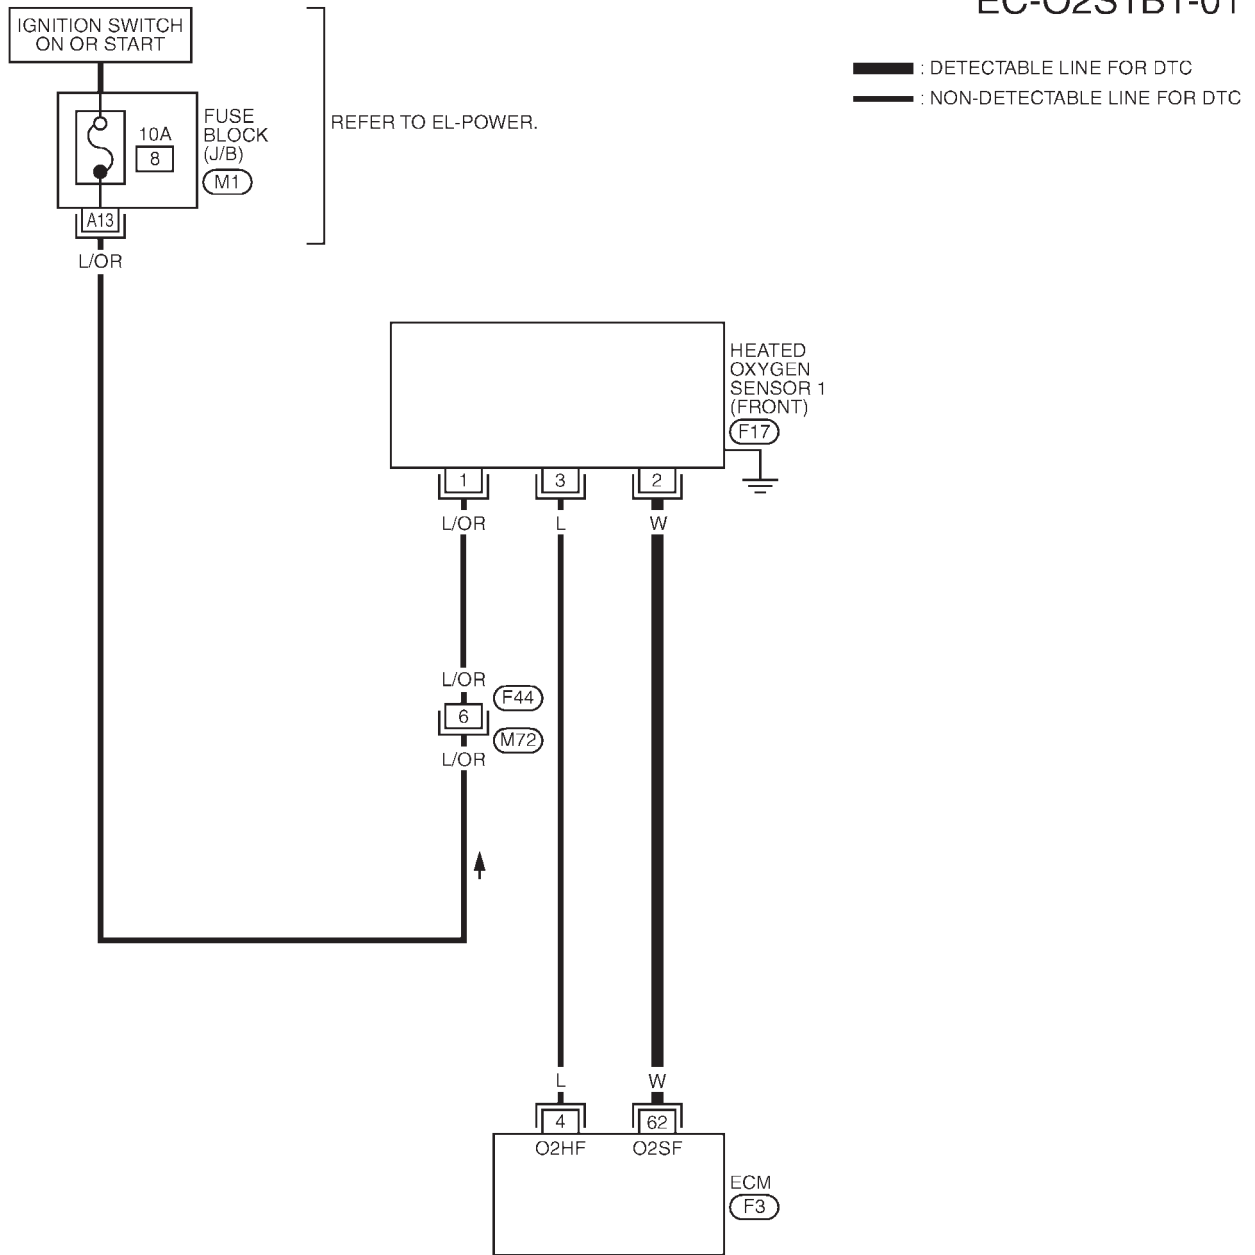 EC-O2S1B1-01
IGNITION SWITCH
ON OR START
: DETECTABLE LINE FOR DTC
: NON-DETECTABLE LINE FOR DTC
10A
8
FUSE
BLOCK
(J/B)
M1
REFER TO EL-POWER.
A13
L/OR
HEATED
OXYGEN
SENSOR 1
(FRONT)
F17
1
3
2
L/OR
L
W
L/OR
F44
6
M72
L/OR
L
W
4
62
O2HF
O2SF
ECM
F3